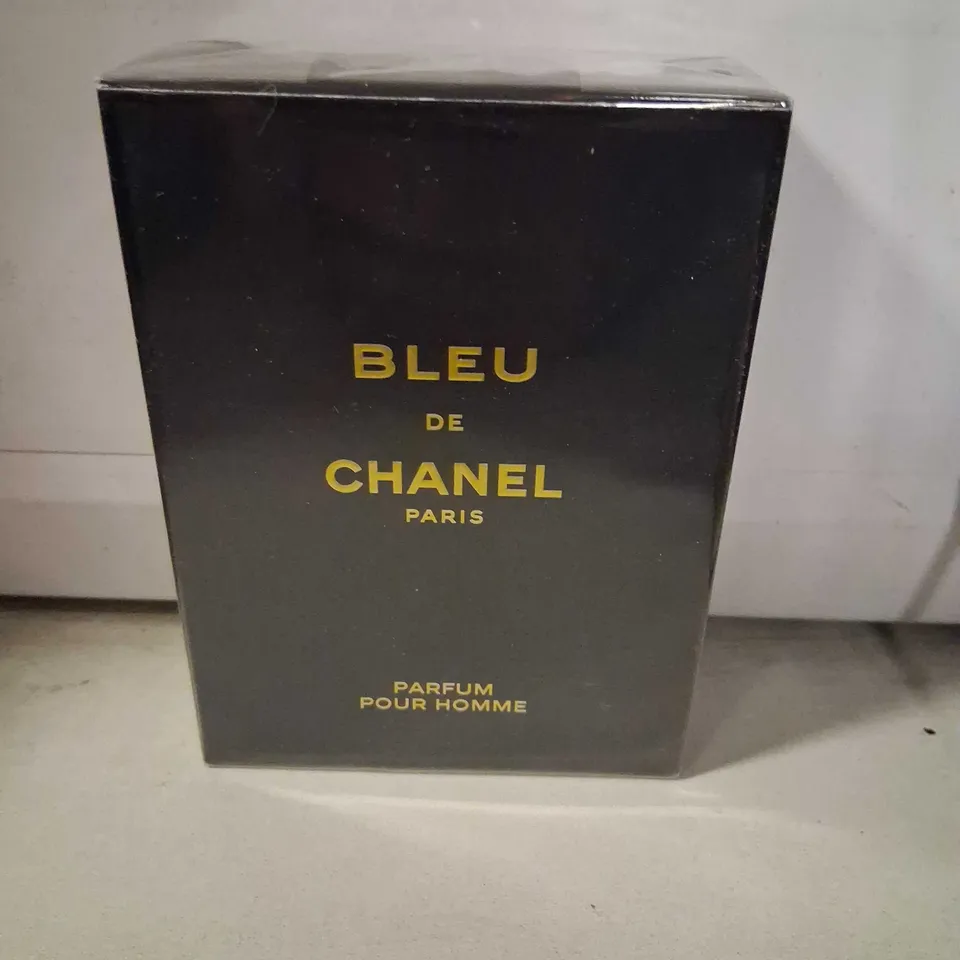 BLEU
DE
CHANEL
PARIS
PARFUM
POUR HOMME